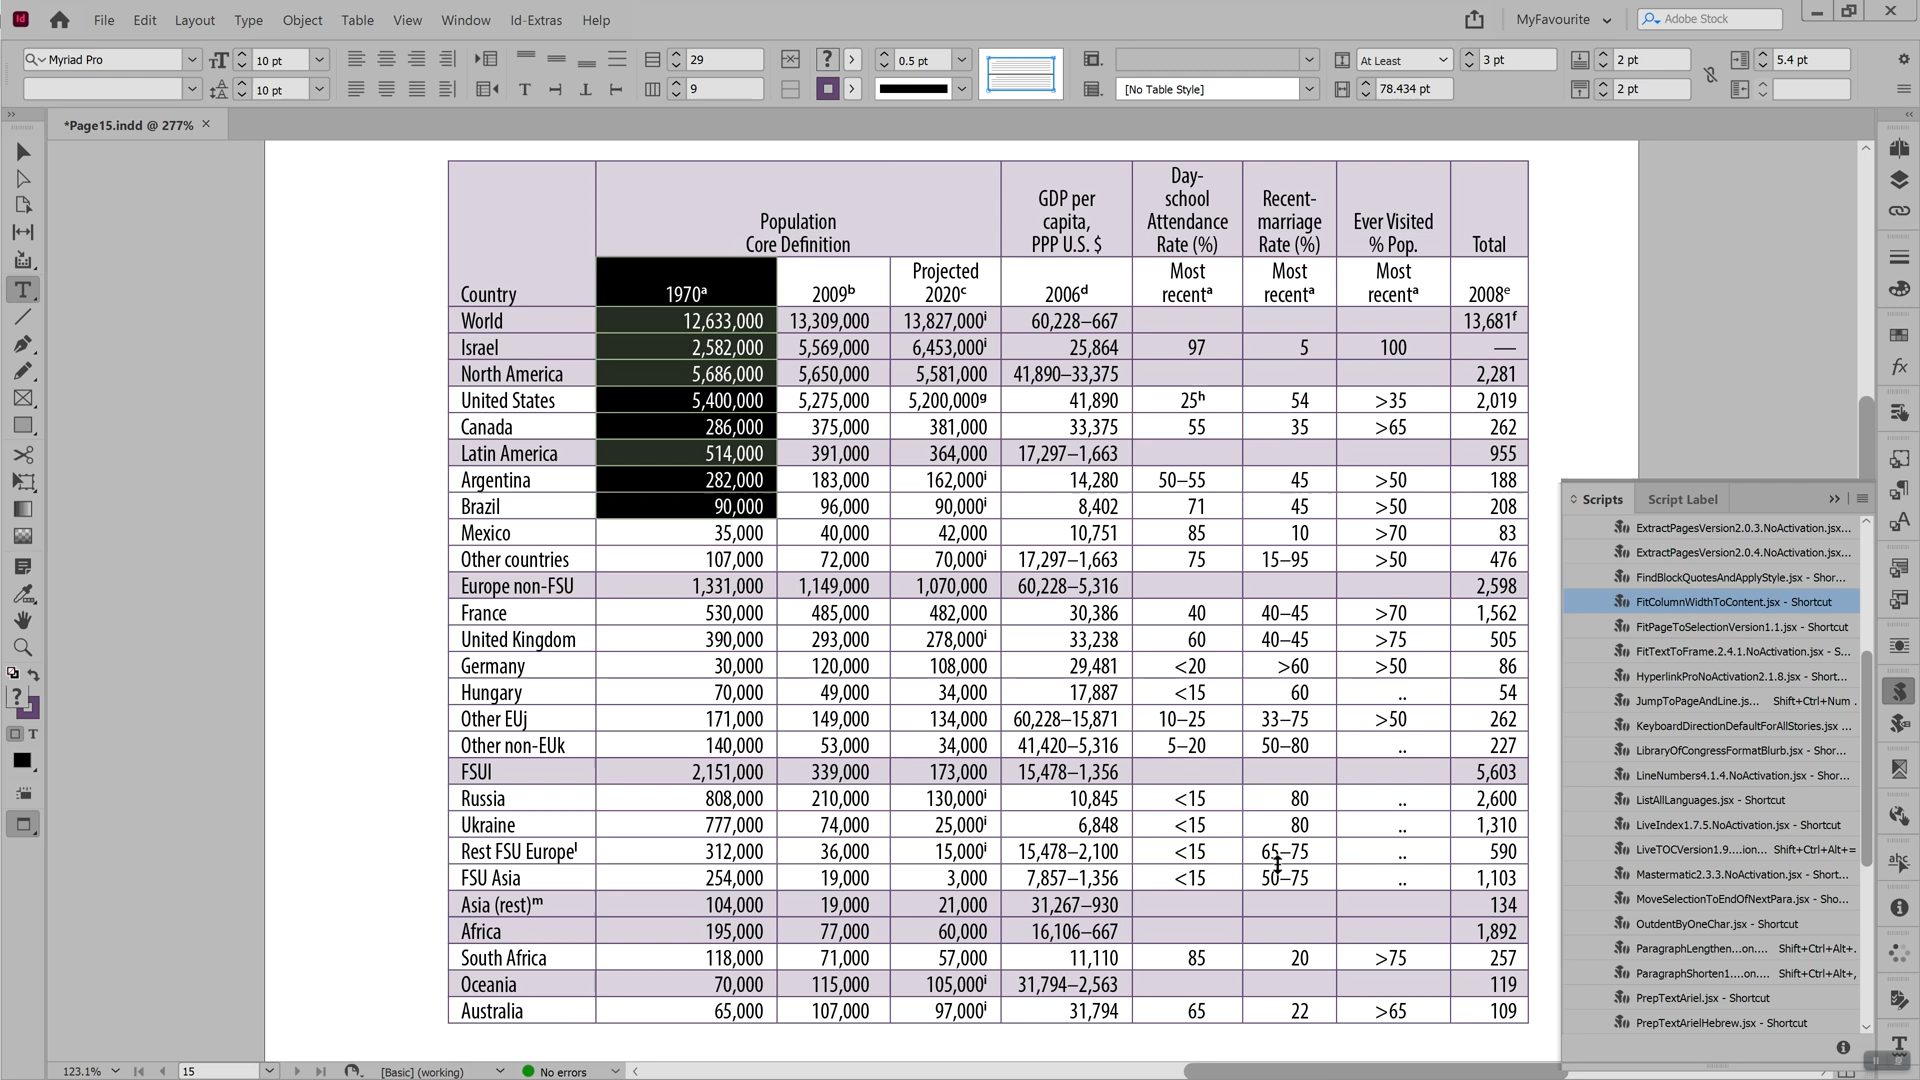 File Edit Layout Type Object Table View Window Id-Extras Help MyFavourite Adobe Stock
Myriad Pro 10 pt 29 0.5 pt At Least 3 pt 2 pt 5.4 pt
10 pt 9 [No Table Style] 78.434 pt 2 pt
*Page15.indd @ 277%
Country
Population
Core Definition
GDP per
capita,
PPP U.S. $
Day-
school
Attendance
Rate (%)
Recent-
marriage
Rate (%)
Ever Visited
% Pop.
Total
1970a
2009b
Projected
2020c
2006d
Most
recenta
Most
recenta
Most
recenta
2008e
World 12,633,000 13,309,000 13,827,000i 60,228–667 13,681f
Israel 2,582,000 5,569,000 6,453,000i 25,864 97 5 100 —
North America 5,686,000 5,650,000 5,581,000 41,890–33,375 2,281
United States 5,400,000 5,275,000 5,200,000g 41,890 25h 54 >35 2,019
Canada 286,000 375,000 381,000 33,375 55 35 >65 262
Latin America 514,000 391,000 364,000 17,297–1,663 955
Argentina 282,000 183,000 162,000i 14,280 50–55 45 >50 188
Brazil 90,000 96,000 90,000i 8,402 71 45 >50 208
Mexico 35,000 40,000 42,000 10,751 85 10 >70 83
Other countries 107,000 72,000 70,000i 17,297–1,663 75 15–95 >50 476
Europe non-FSU 1,331,000 1,149,000 1,070,000 60,228–5,316 2,598
France 530,000 485,000 482,000 30,386 40 40–45 >70 1,562
United Kingdom 390,000 293,000 278,000i 33,238 60 40–45 >75 505
Germany 30,000 120,000 108,000 29,481 <20 >60 >50 86
Hungary 70,000 49,000 34,000 17,887 <15 60 .. 54
Other EUj 171,000 149,000 134,000 60,228–15,871 10–25 33–75 >50 262
Other non-EUk 140,000 53,000 34,000 41,420–5,316 5–20 50–80 .. 227
FSUl 2,151,000 339,000 173,000 15,478–1,356 5,603
Russia 808,000 210,000 130,000i 10,845 <15 80 .. 2,600
Ukraine 777,000 74,000 25,000i 6,848 <15 80 .. 1,310
Rest FSU Europel 312,000 36,000 15,000i 15,478–2,100 <15 65–75 .. 590
FSU Asia 254,000 19,000 3,000 7,857–1,356 <15 50–75 .. 1,103
Asia (rest)m 104,000 19,000 21,000 31,267–930 134
Africa 195,000 77,000 60,000 16,106–667 1,892
South Africa 118,000 71,000 57,000 11,110 85 20 >75 257
Oceania 70,000 115,000 105,000i 31,794–2,563 119
Australia 65,000 107,000 97,000i 31,794 65 22 >65 109
Scripts Script Label
ExtractPagesVersion2.0.3.NoActivation.jsx...
ExtractPagesVersion2.0.4.NoActivation.jsx...
FindBlockQuotesAndApplyStyle.jsx - Shor...
FitColumnWidthToContent.jsx - Shortcut
FitPageToSelectionVersion1.1.jsx - Shortcut
FitTextToFrame.2.4.1.NoActivation.jsx - S...
HyperlinkProNoActivation2.1.8.jsx - Short...
JumpToPageAndLine.js... Shift+Ctrl+Num .
KeyboardDirectionDefaultForAllStories.jsx ...
LibraryOfCongressFormatBlurb.jsx - Shor...
LineNumbers4.1.4.NoActivation.jsx - Shor...
ListAllLanguages.jsx - Shortcut
LiveIndex1.7.5.NoActivation.jsx - Shortcut
LiveTOCVersion1.9....ion... Shift+Ctrl+Alt+=
Mastermatic2.3.3.NoActivation.jsx - Shor...
MoveSelectionToEndOfNextPara.jsx - Sho...
OutdentByOneChar.jsx - Shortcut
ParagraphLengthen...on.... Shift+Ctrl+Alt+.
ParagraphShorten1....on.... Shift+Ctrl+Alt+,
PrepTextAriel.jsx - Shortcut
PrepTextArielHebrew.jsx - Shortcut
123.1% 15 [Basic] (working) No errors